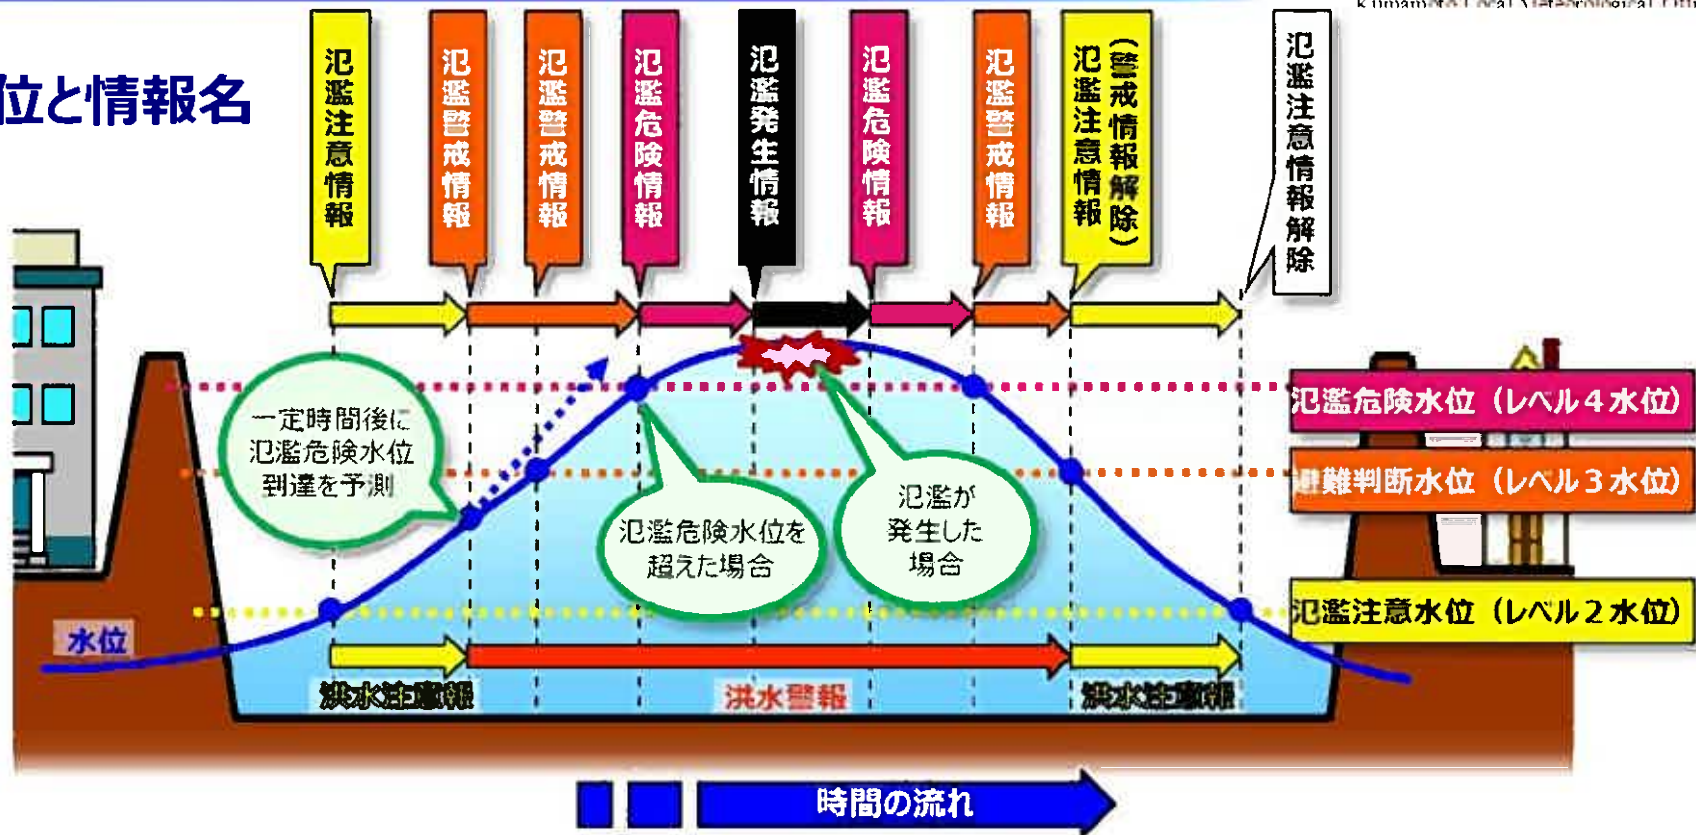 Kumamoto Local Meteorological
位と情報名
氾濫注意情報
氾濫警戒情報
氾濫警戒情報
氾濫危険情報
氾濫発生情報
氾濫危険情報
氾濫警戒情報
氾濫注意情報
（警戒情報解除）
氾濫注意情報解除
一定時間後に
氾濫危険水位
到達を予測
氾濫危険水位を
超えた場合
氾濫が
発生した
場合
氾濫危険水位（レベル４水位）
避難判断水位（レベル３水位）
氾濫注意水位（レベル２水位）
水位
洪水注意報
洪水警報
洪水注意報
時間の流れ